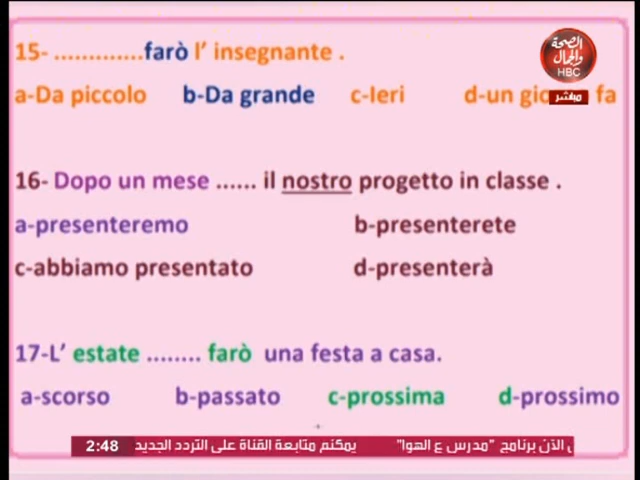 15- .............farò l' insegnante .
a-Da piccolo b-Da grande c-Ieri d-un fa
الصحة والجمال
HBC
مباشر
16- Dopo un mese ...... il nostro progetto in classe .
a-presenteremo b-presenterete
c-abbiamo presentato d-presenterà
17-L' estate ........ farò una festa a casa.
a-scorso b-passato c-prossima d-prossimo
2:48 الآن برنامج "مدرس ع الهوا" يمكنم متابعة القناة على التردد الجديد